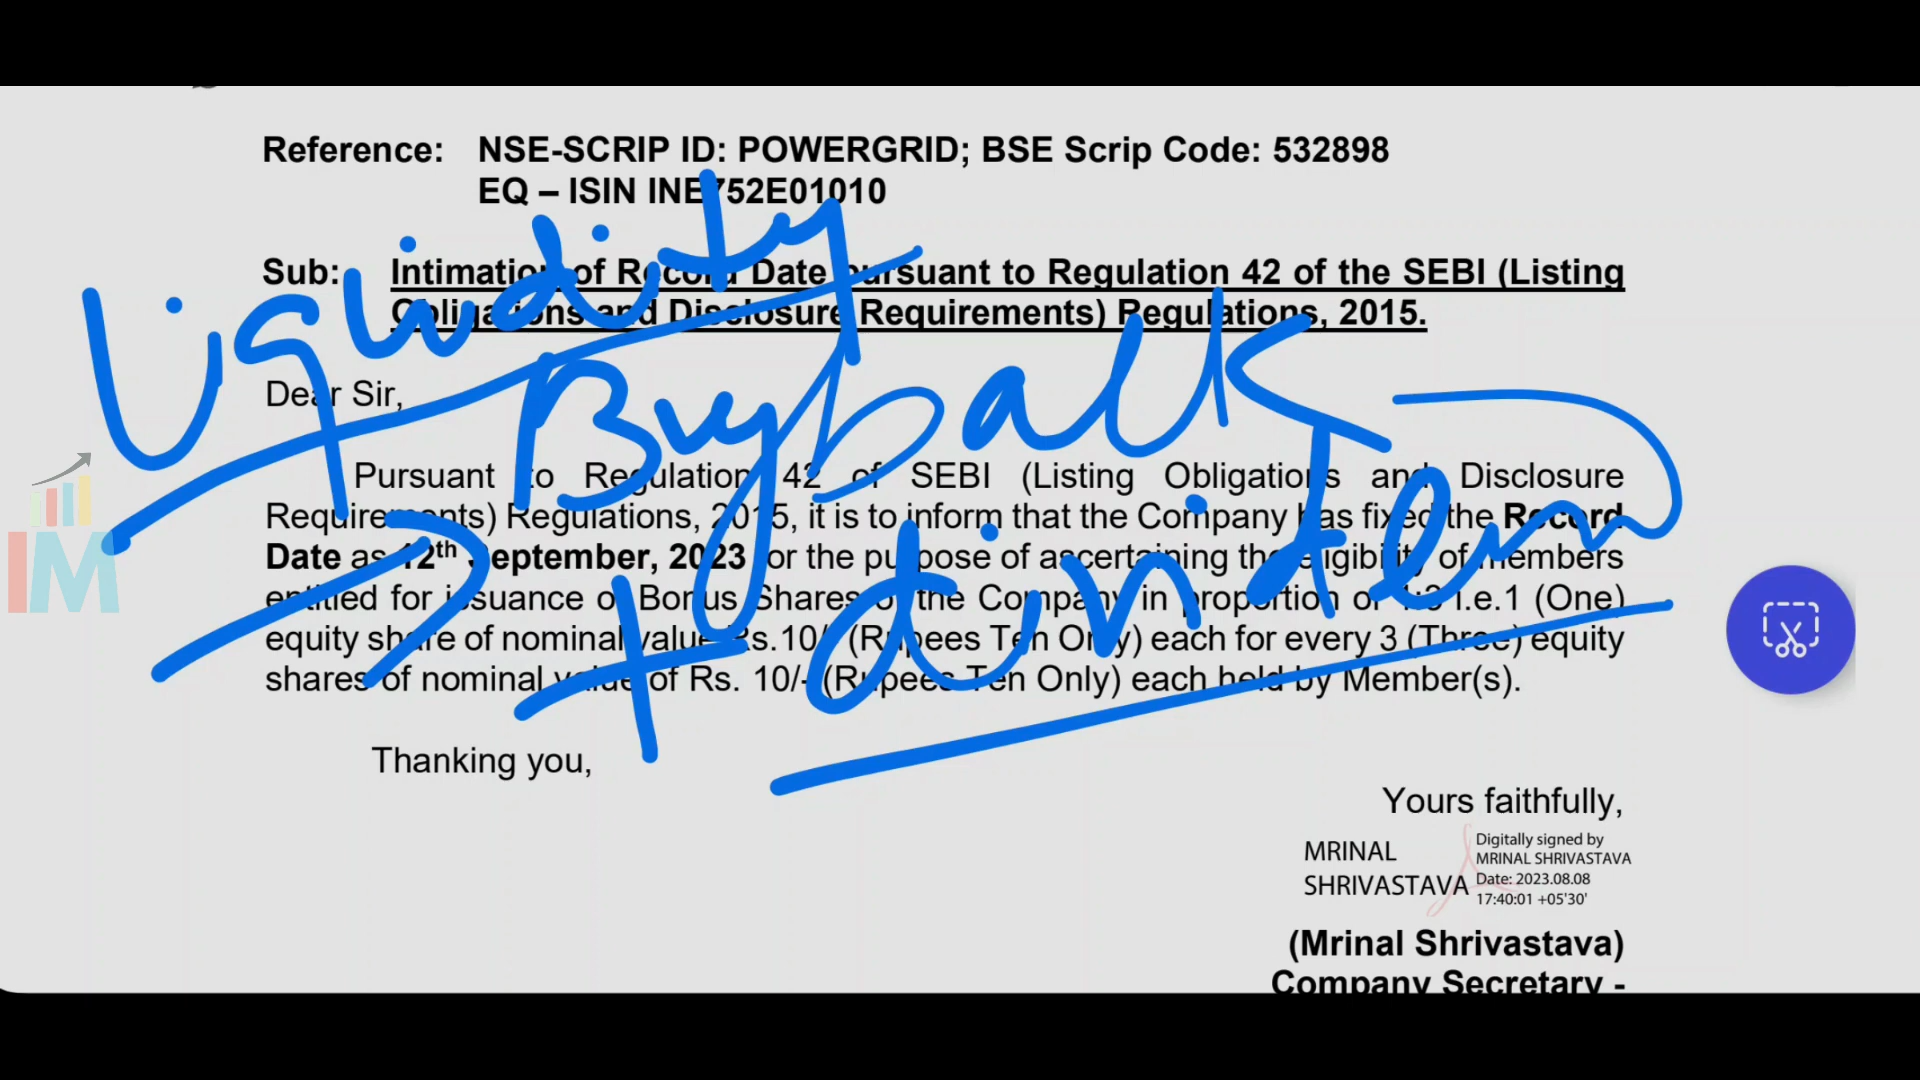 Reference: NSE-SCRIP ID: POWERGRID; BSE Scrip Code: 532898
EQ – ISIN INE752E01010
Sub: Intimation of Record Date pursuant to Regulation 42 of the SEBI (Listing
Obligations and Disclosure Requirements) Regulations, 2015.
Liquidity
Dear Sir,
Buyback
Pursuant to Regulation 42 of SEBI (Listing Obligations and Disclosure
Requirements) Regulations, 2015, it is to inform that the Company has fixed the Record
Date as 12th September, 2023 for the purpose of ascertaining the eligibility of members
entitled for issuance of Bonus Shares of the Company in proportion of 1:3 i.e.1 (One)
equity share of nominal value Rs.10/- (Rupees Ten Only) each for every 3 (Three) equity
shares of nominal value of Rs. 10/- (Rupees Ten Only) each held by Member(s).
+
IM
Thanking you,
Yours faithfully,
MRINAL
SHRIVASTAVA
Digitally signed by
MRINAL SHRIVASTAVA
Date: 2023.08.08
17:40:01 +05'30'
(Mrinal Shrivastava)
Company Secretary -